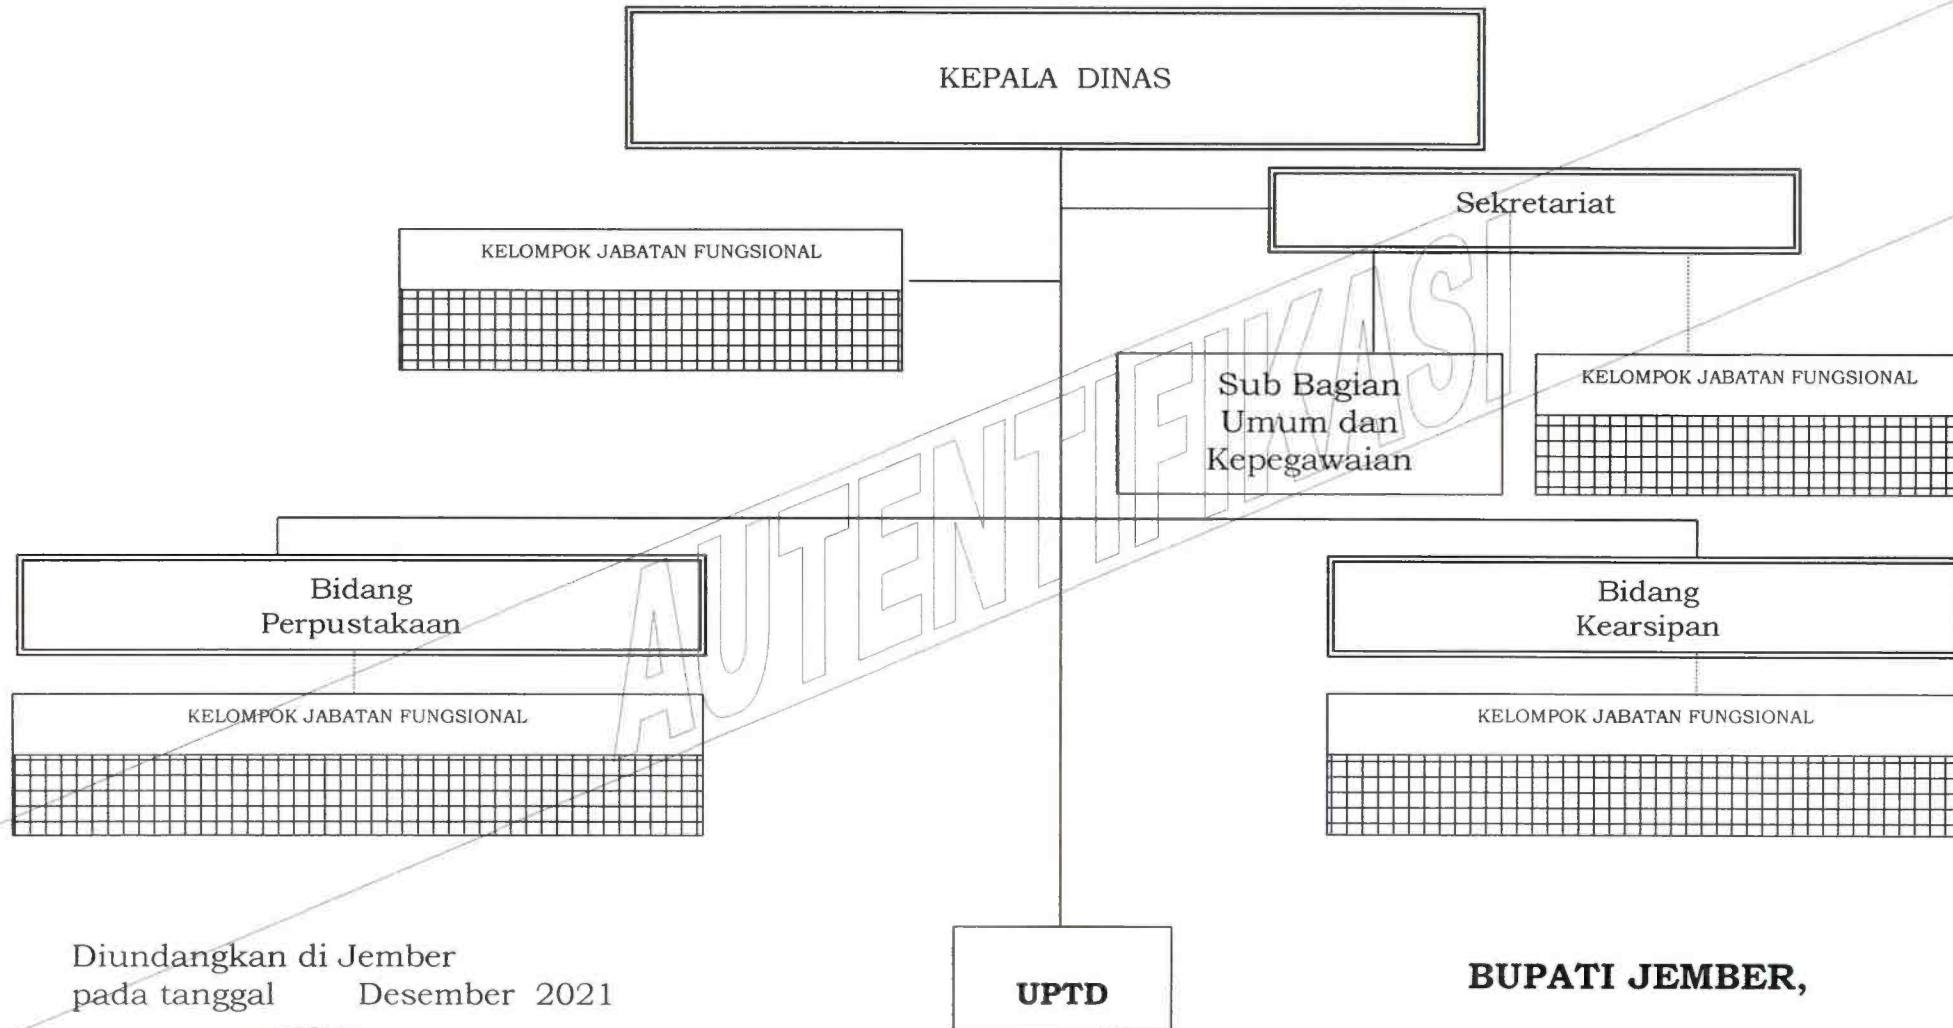 KEPALA DINAS
Sekretariat
KELOMPOK JABATAN FUNGSIONAL
Sub Bagian
Umum dan
Kepegawaian
KELOMPOK JABATAN FUNGSIONAL
AUTENTIFIKASI
Bidang
Perpustakaan
Bidang
Kearsipan
KELOMPOK JABATAN FUNGSIONAL
KELOMPOK JABATAN FUNGSIONAL
Diundangkan di Jember
pada tanggal Desember 2021
UPTD
BUPATI JEMBER,